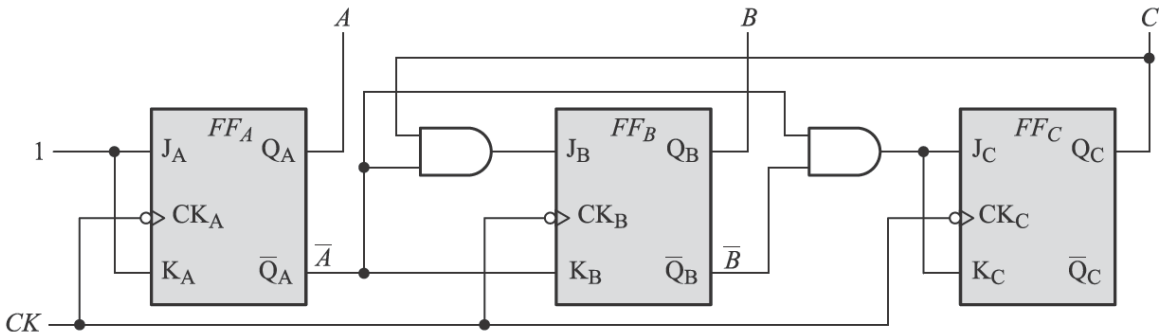 A B C
FF_A FF_B FF_C
1 J_A Q_A J_B Q_B J_C Q_C
CK_A CK_B CK_C
K_A Q̅_A A̅ K_B Q̅_B B̅ K_C Q̅_C
CK